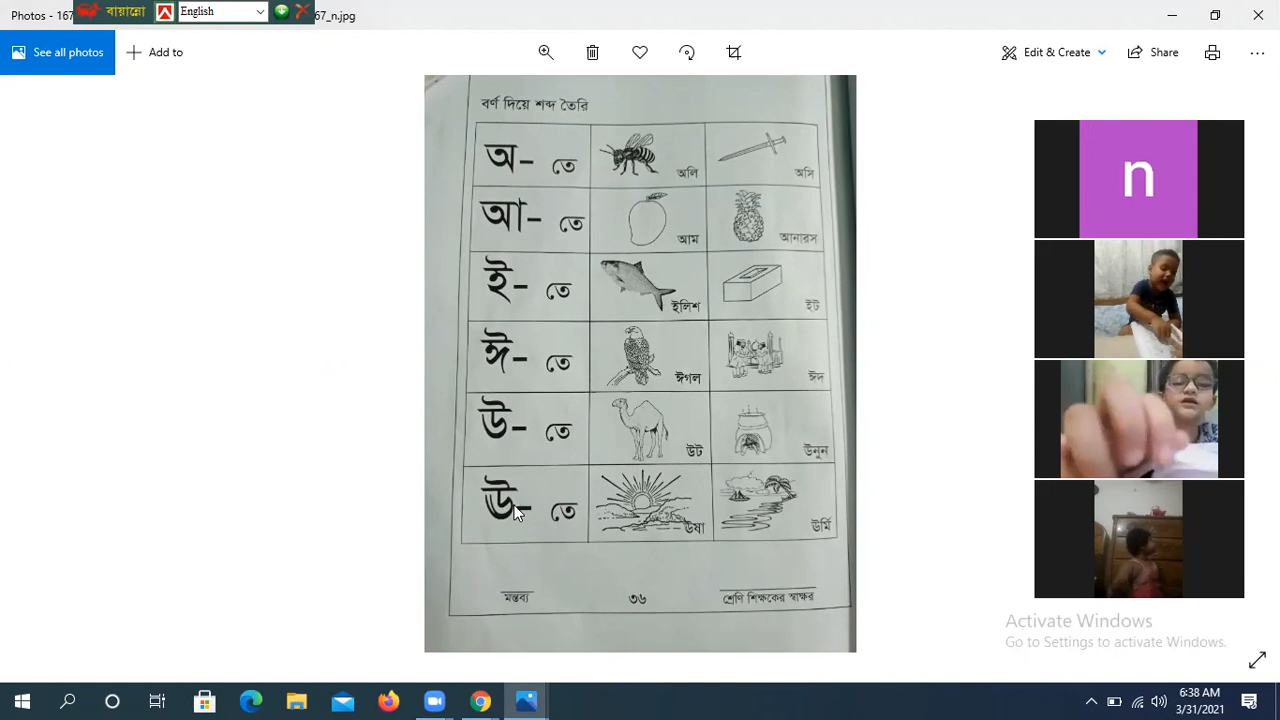 Photos - 167
67_n.jpg
বায়ান্নো
English
See all photos
Add to
Edit & Create
Share
n
বর্ণ দিয়ে শব্দ তৈরি
অ- তে
অলি
অসি
আ- তে
আম
আনারস
ই- তে
ইলিশ
ইট
ঈ- তে
ঈগল
ঈদ
উ- তে
উট
উনুন
ঊ- তে
ঊষা
ঊর্মি
মন্তব্য
৩৬
শ্রেণি শিক্ষকের স্বাক্ষর
Activate Windows
Go to Settings to activate Windows.
6:38 AM
3/31/2021